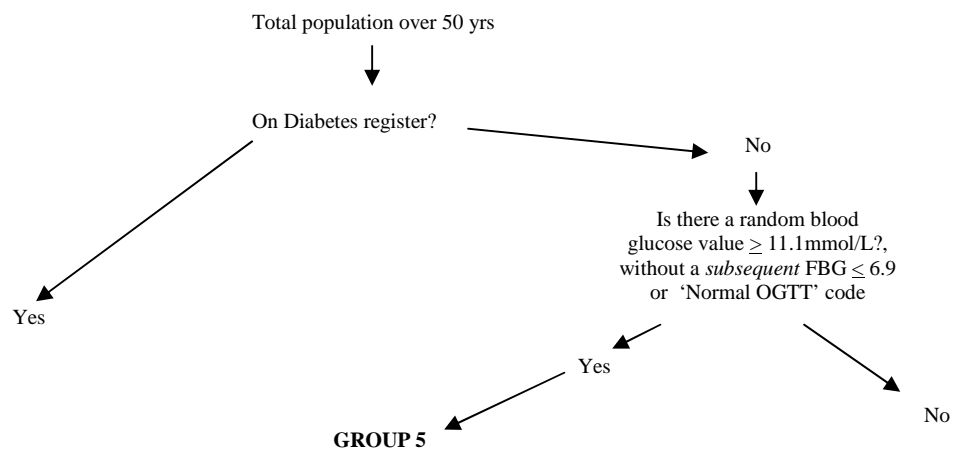 Total population over 50 yrs
On Diabetes register?
No
Is there a random blood
glucose value ≥ 11.1mmol/L?,
without a subsequent FBG ≤ 6.9
or ‘Normal OGTT’ code
Yes
Yes
No
GROUP 5